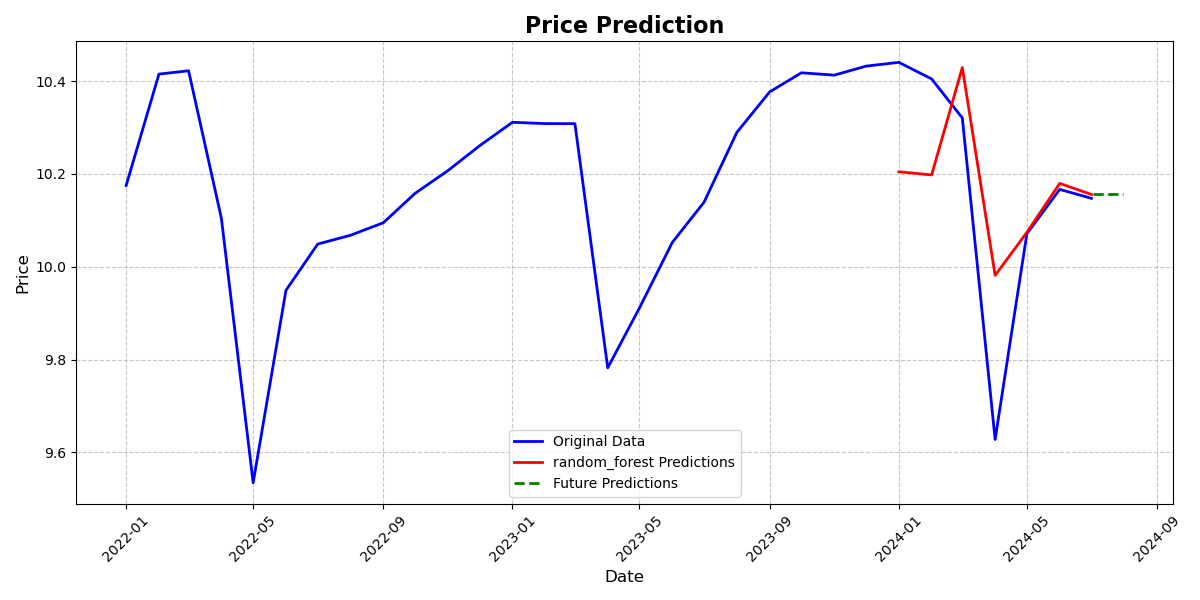 Price Prediction
Price
10.4
10.2
10.0
9.8
9.6
Original Data
random_forest Predictions
Future Predictions
2022-01
2022-05
2022-09
2023-01
2023-05
2023-09
2024-01
2024-05
2024-09
Date